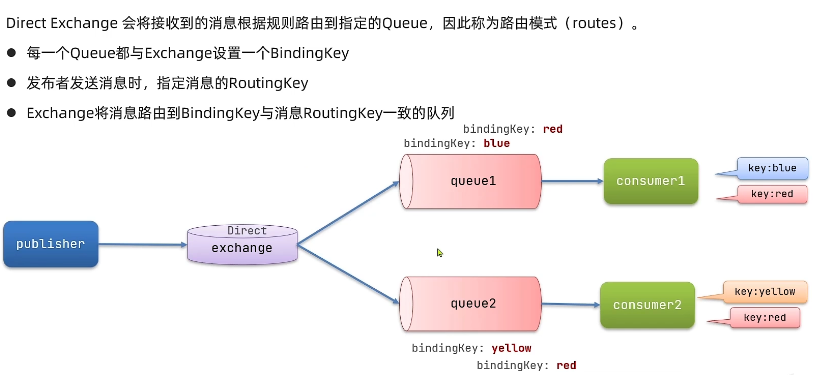 Direct Exchange 会将接收到的消息根据规则路由到指定的Queue，因此称为路由模式（routes）。
● 每一个Queue都与Exchange设置一个BindingKey
● 发布者发送消息时，指定消息的RoutingKey
● Exchange将消息路由到BindingKey与消息RoutingKey一致的队列
bindingKey: red
bindingKey: blue
queue1
consumer1
key:blue
key:red
publisher
Direct
exchange
queue2
consumer2
key:yellow
key:red
bindingKey: yellow
bindingKey: red